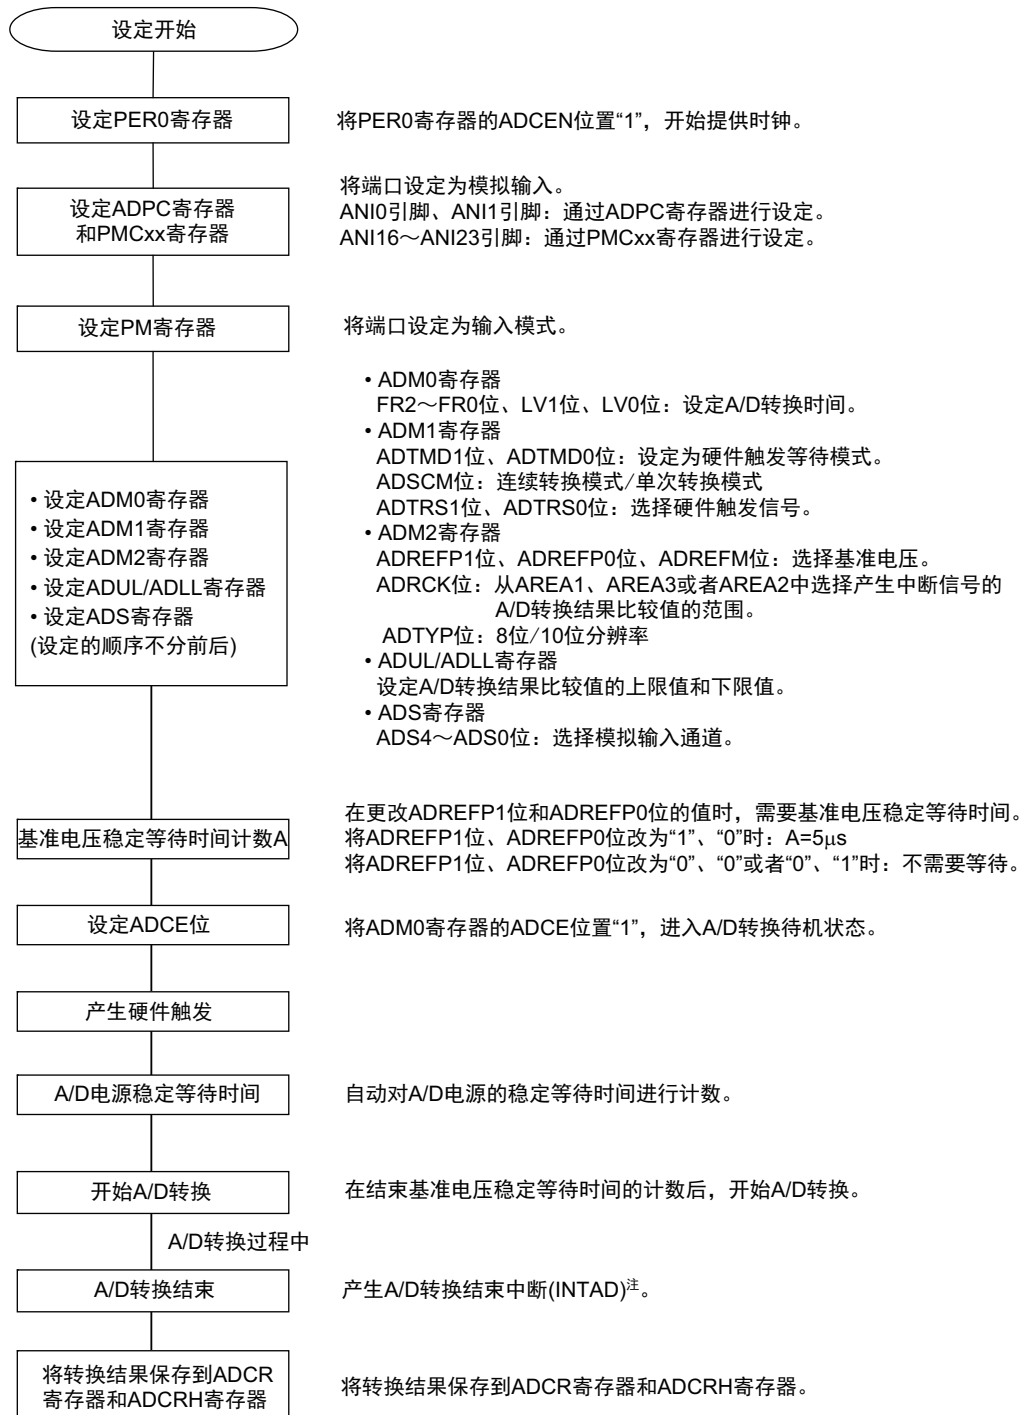 设定开始
设定PER0寄存器
将PER0寄存器的ADCEN位置“1”，开始提供时钟。
设定ADPC寄存器
和PMCxx寄存器
将端口设定为模拟输入。
ANI0引脚、ANI1引脚：通过ADPC寄存器进行设定。
ANI16～ANI23引脚：通过PMCxx寄存器进行设定。
设定PM寄存器
将端口设定为输入模式。
• 设定ADM0寄存器
• 设定ADM1寄存器
• 设定ADM2寄存器
• 设定ADUL/ADLL寄存器
• 设定ADS寄存器
(设定的顺序不分前后)
• ADM0寄存器
FR2～FR0位、LV1位、LV0位：设定A/D转换时间。
• ADM1寄存器
ADTMD1位、ADTMD0位：设定为硬件触发等待模式。
ADSCM位：连续转换模式/单次转换模式
ADTRS1位、ADTRS0位：选择硬件触发信号。
• ADM2寄存器
ADREFP1位、ADREFP0位、ADREFM位：选择基准电压。
ADRCK位：从AREA1、AREA3或者AREA2中选择产生中断信号的
A/D转换结果比较值的范围。
ADTYP位：8位/10位分辨率
• ADUL/ADLL寄存器
设定A/D转换结果比较值的上限值和下限值。
• ADS寄存器
ADS4～ADS0位：选择模拟输入通道。
基准电压稳定等待时间计数A
在更改ADREFP1位和ADREFP0位的值时，需要基准电压稳定等待时间。
将ADREFP1位、ADREFP0位改为“1”、“0”时：A=5μs
将ADREFP1位、ADREFP0位改为“0”、“0”或者“0”、“1”时：不需要等待。
设定ADCE位
将ADM0寄存器的ADCE位置“1”，进入A/D转换待机状态。
产生硬件触发
A/D电源稳定等待时间
自动对A/D电源的稳定等待时间进行计数。
开始A/D转换
在结束基准电压稳定等待时间的计数后，开始A/D转换。
A/D转换过程中
A/D转换结束
产生A/D转换结束中断(INTAD)注。
将转换结果保存到ADCR
寄存器和ADCRH寄存器
将转换结果保存到ADCR寄存器和ADCRH寄存器。